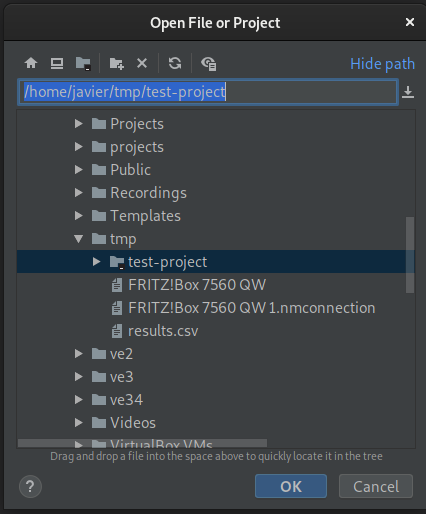 Open File or Project
Hide path
/home/javier/tmp/test-project
Projects
projects
Public
Recordings
Templates
tmp
test-project
FRITZ!Box 7560 QW
FRITZ!Box 7560 QW 1.nmconnection
results.csv
ve2
ve3
ve34
Videos
VirtualBox VMs
Drag and drop a file into the space above to quickly locate it in the tree
?
OK
Cancel